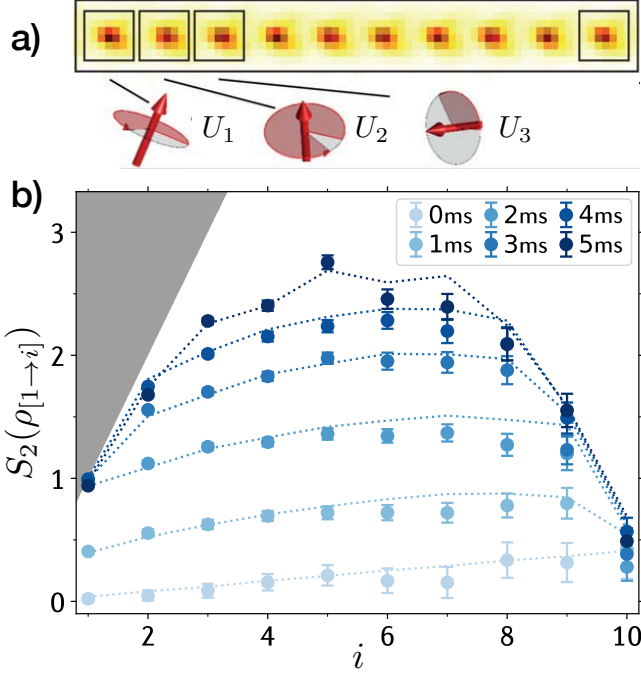 a)
U₁ U₂ U₃
b)
0ms 2ms 4ms
1ms 3ms 5ms
3
2
1
0
S₂(ρ[1→i])
2 4 6 8 10
i